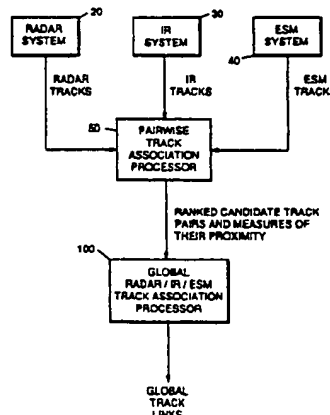 20
RADAR
SYSTEM
30
IR
SYSTEM
ESM
SYSTEM
40
RADAR
TRACKS
IR
TRACKS
ESM
TRACK
50
PAIRWISE
TRACK
ASSOCIATION
PROCESSOR
RANKED CANDIDATE TRACK
PAIRS AND MEASURES OF
THEIR PROXIMITY
100
GLOBAL
RADAR / IR / ESM
TRACK ASSOCIATION
PROCESSOR
GLOBAL
TRACK
LINKS